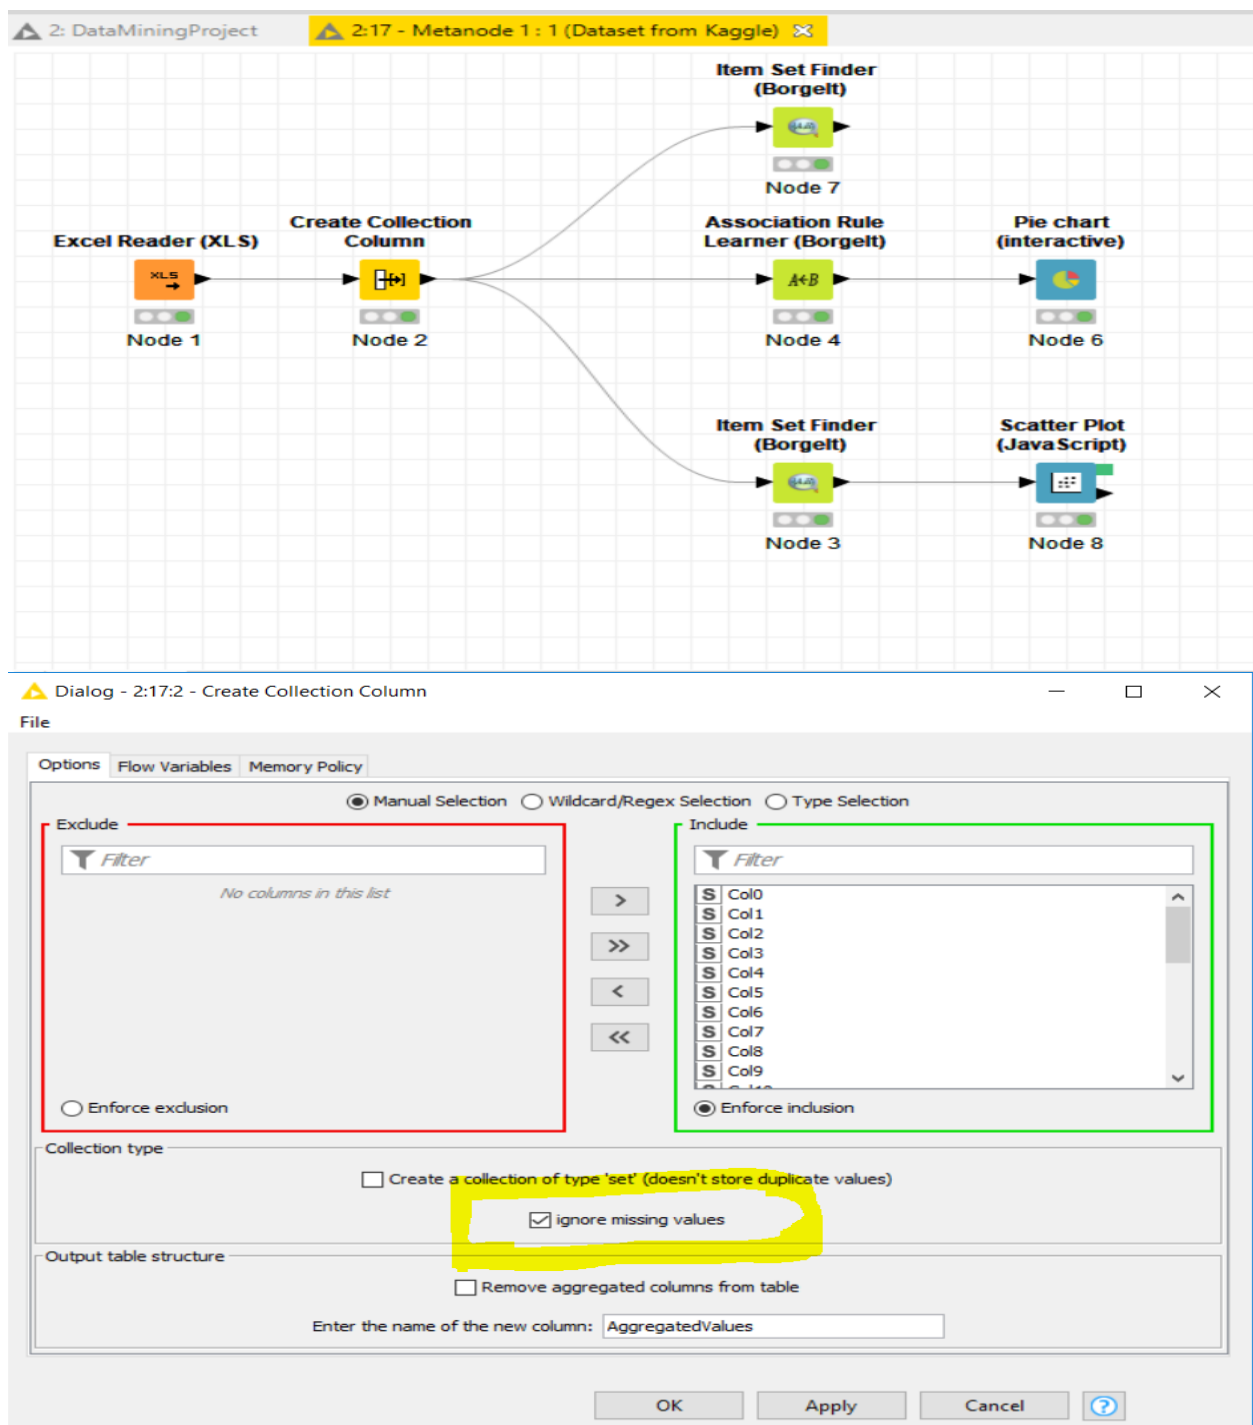 2: DataMiningProject
2:17 - Metanode 1 : 1 (Dataset from Kaggle)
Item Set Finder
(Borgelt)
Node 7
Excel Reader (XLS)
XLS
Node 1
Create Collection
Column
Node 2
Association Rule
Learner (Borgelt)
A B
Node 4
Pie chart
(interactive)
Node 6
Item Set Finder
(Borgelt)
Node 3
Scatter Plot
(JavaScript)
Node 8
Dialog - 2:17:2 - Create Collection Column
File
Options Flow Variables Memory Policy
Manual Selection Wildcard/Regex Selection Type Selection
Exclude
Filter
No columns in this list
Enforce exclusion
>
>>
<
<<
Include
Filter
S Col0
S Col1
S Col2
S Col3
S Col4
S Col5
S Col6
S Col7
S Col8
S Col9
Enforce inclusion
Collection type
Create a collection of type 'set' (doesn't store duplicate values)
ignore missing values
Output table structure
Remove aggregated columns from table
Enter the name of the new column: AggregatedValues
OK Apply Cancel ?